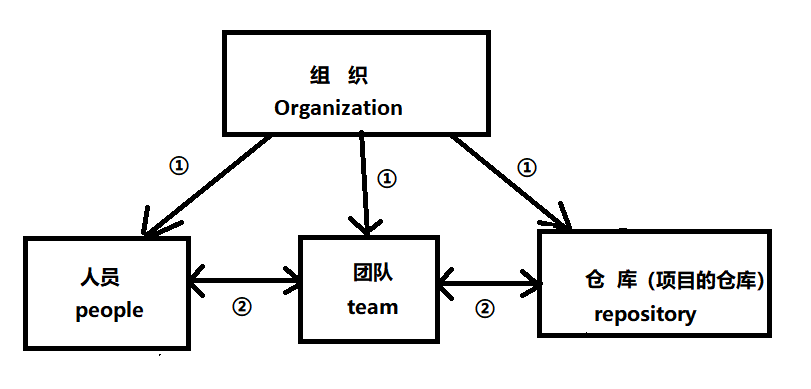 组 织
Organization
①
①
①
人员
people
②
团队
team
②
仓 库（项目的仓库）
repository